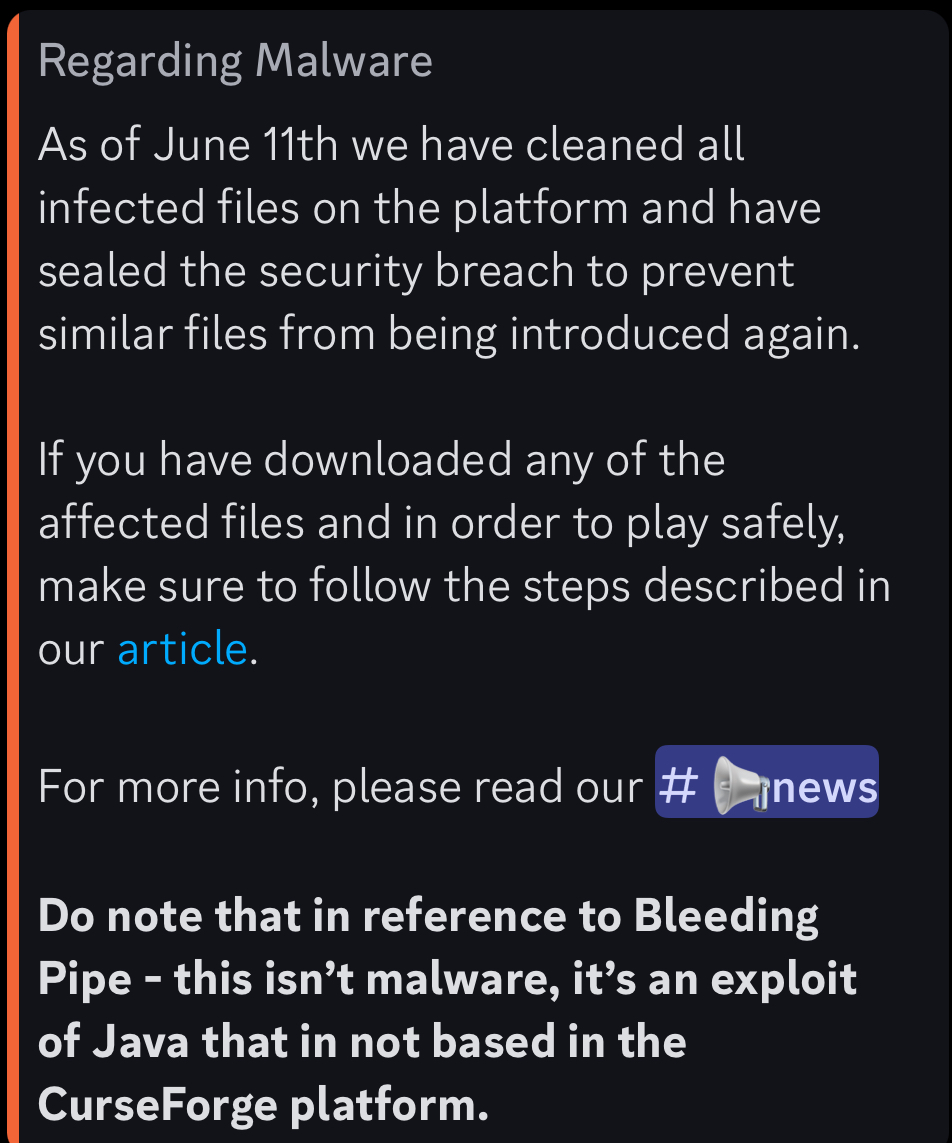 Regarding Malware
As of June 11th we have cleaned all
infected files on the platform and have
sealed the security breach to prevent
similar files from being introduced again.
If you have downloaded any of the
affected files and in order to play safely,
make sure to follow the steps described in
our article.
For more info, please read our # 📢news
Do note that in reference to Bleeding
Pipe - this isn’t malware, it’s an exploit
of Java that in not based in the
CurseForge platform.